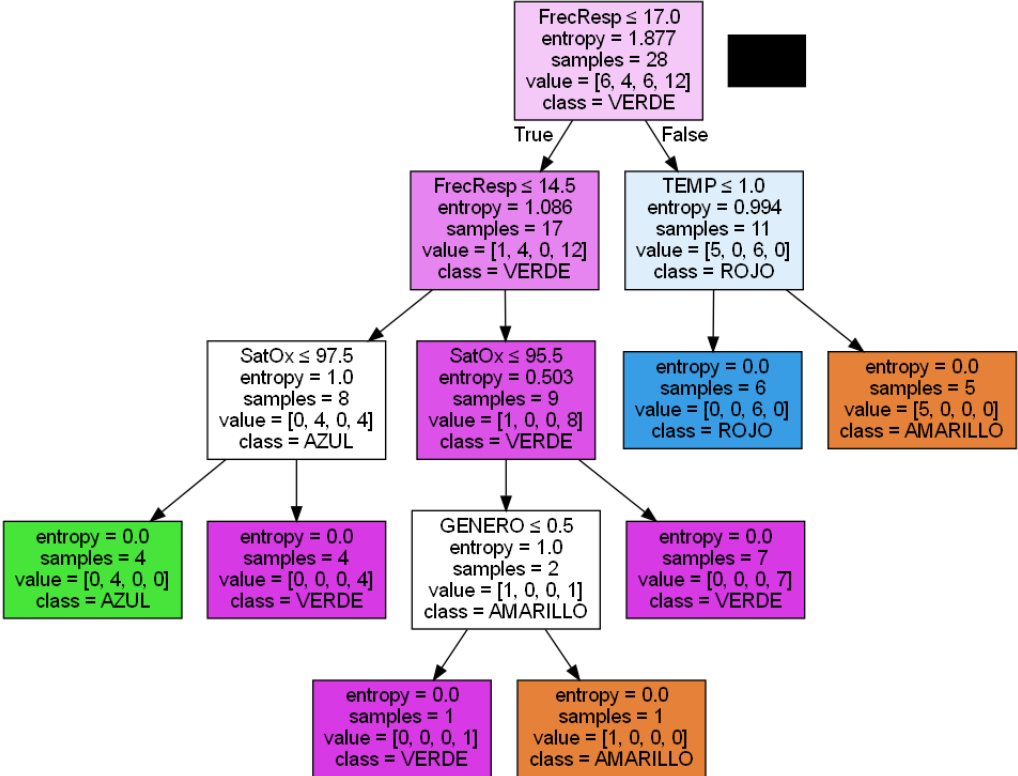 FrecResp ≤ 17.0
entropy = 1.877
samples = 28
value = [6, 4, 6, 12]
class = VERDE
True
False
FrecResp ≤ 14.5
entropy = 1.086
samples = 17
value = [1, 4, 0, 12]
class = VERDE
TEMP ≤ 1.0
entropy = 0.994
samples = 11
value = [5, 0, 6, 0]
class = ROJO
SatOx ≤ 97.5
entropy = 1.0
samples = 8
value = [0, 4, 0, 4]
class = AZUL
SatOx ≤ 95.5
entropy = 0.503
samples = 9
value = [1, 0, 0, 8]
class = VERDE
entropy = 0.0
samples = 6
value = [0, 0, 6, 0]
class = ROJO
entropy = 0.0
samples = 5
value = [5, 0, 0, 0]
class = AMARILLO
entropy = 0.0
samples = 4
value = [0, 4, 0, 0]
class = AZUL
entropy = 0.0
samples = 4
value = [0, 0, 0, 4]
class = VERDE
GENERO ≤ 0.5
entropy = 1.0
samples = 2
value = [1, 0, 0, 1]
class = AMARILLO
entropy = 0.0
samples = 7
value = [0, 0, 0, 7]
class = VERDE
entropy = 0.0
samples = 1
value = [0, 0, 0, 1]
class = VERDE
entropy = 0.0
samples = 1
value = [1, 0, 0, 0]
class = AMARILLO